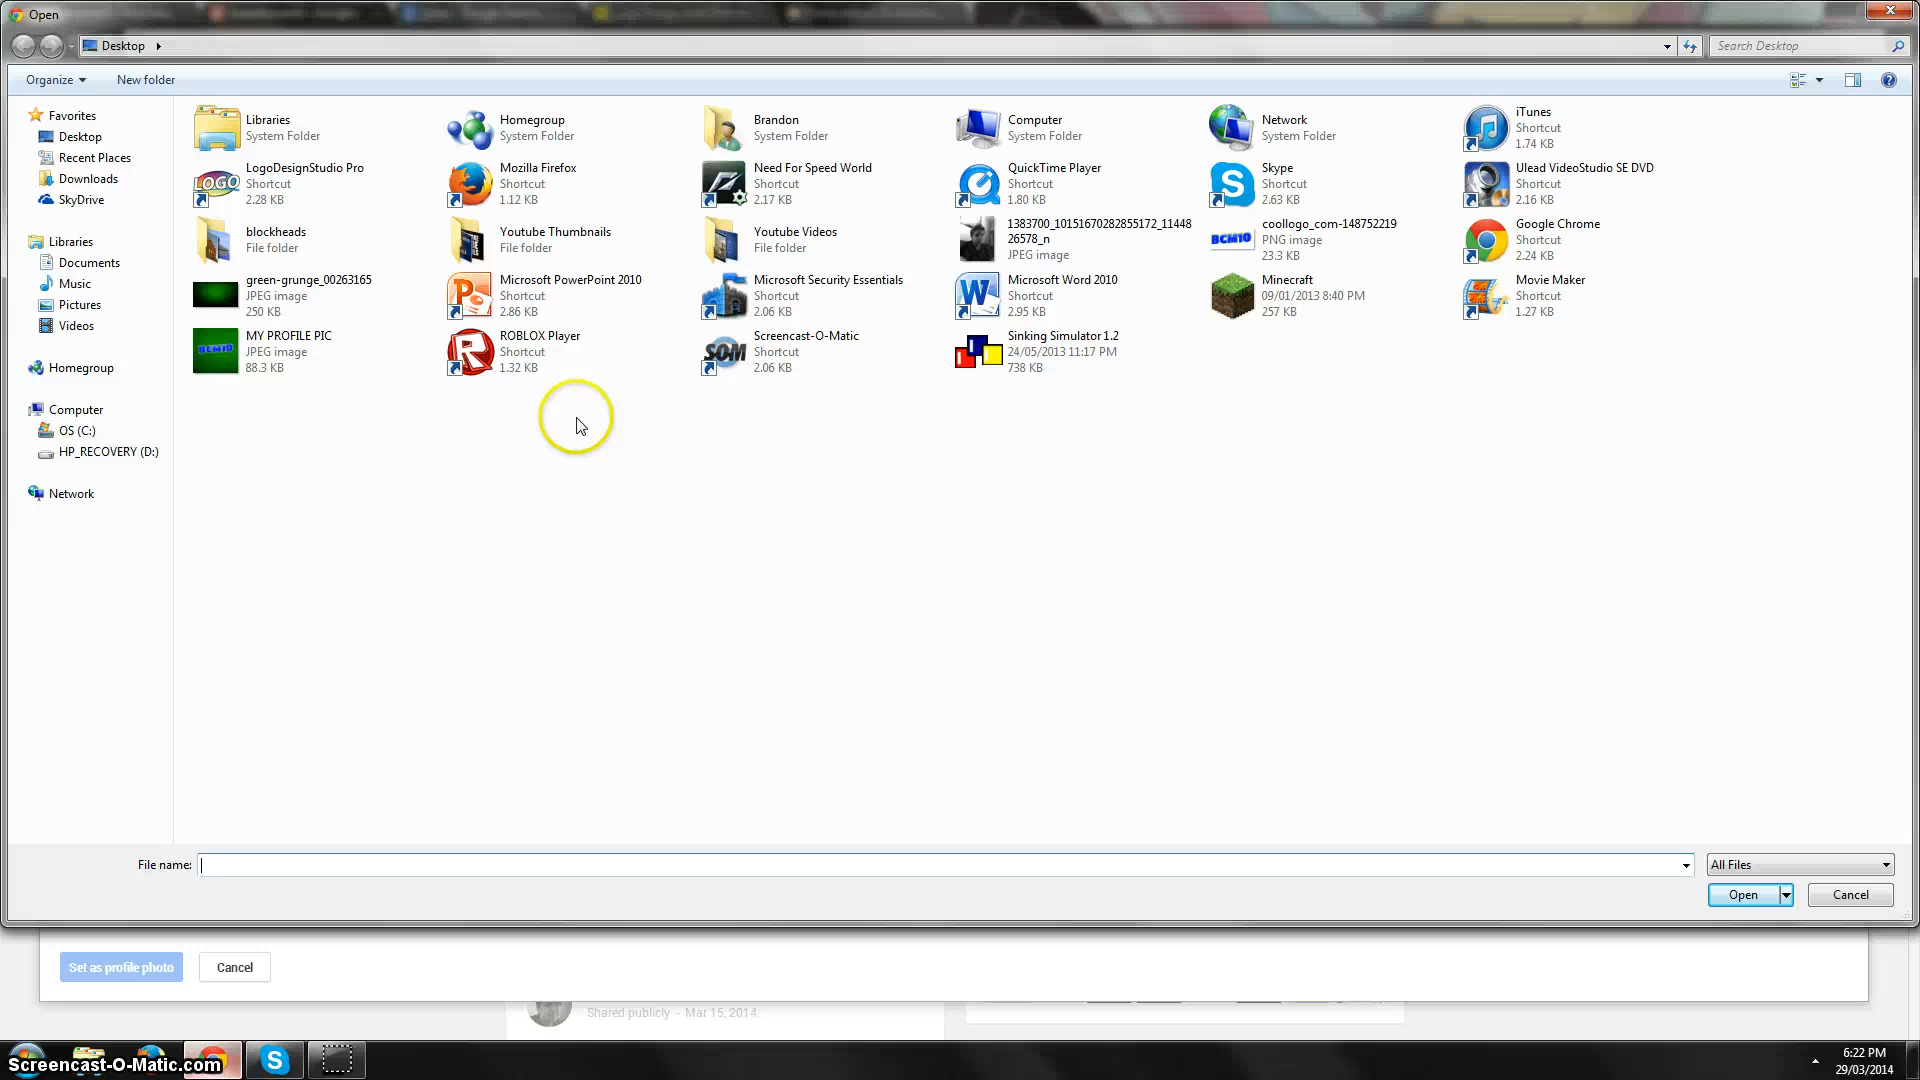 Open
Desktop
Search Desktop
Organize
New folder
Favorites
Desktop
Recent Places
Downloads
SkyDrive
Libraries
Documents
Music
Pictures
Videos
Homegroup
Computer
OS (C:)
HP_RECOVERY (D:)
Network
Libraries
System Folder
Homegroup
System Folder
Brandon
System Folder
Computer
System Folder
Network
System Folder
iTunes
Shortcut
1.74 KB
LOGO
LogoDesignStudio Pro
Shortcut
2.28 KB
Mozilla Firefox
Shortcut
1.12 KB
Need For Speed World
Shortcut
2.17 KB
QuickTime Player
Shortcut
1.80 KB
Skype
Shortcut
2.63 KB
Ulead VideoStudio SE DVD
Shortcut
2.16 KB
blockheads
File folder
Youtube Thumbnails
File folder
Youtube Videos
File folder
1383700_10151670282855172_11448
26578_n
JPEG image
BCM10
coollogo_com-148752219
PNG image
23.3 KB
Google Chrome
Shortcut
2.24 KB
green-grunge_00263165
JPEG image
250 KB
Microsoft PowerPoint 2010
Shortcut
2.86 KB
Microsoft Security Essentials
Shortcut
2.06 KB
Microsoft Word 2010
Shortcut
2.95 KB
Minecraft
09/01/2013 8:40 PM
257 KB
Movie Maker
Shortcut
1.27 KB
BCM10
MY PROFILE PIC
JPEG image
88.3 KB
ROBLOX Player
Shortcut
1.32 KB
SOM
Screencast-O-Matic
Shortcut
2.06 KB
Sinking Simulator 1.2
24/05/2013 11:17 PM
738 KB
File name:
All Files
Open
Cancel
Set as profile photo
Cancel
Shared publicly - Mar 15, 2014
Screencast-O-Matic.com
6:22 PM
29/03/2014